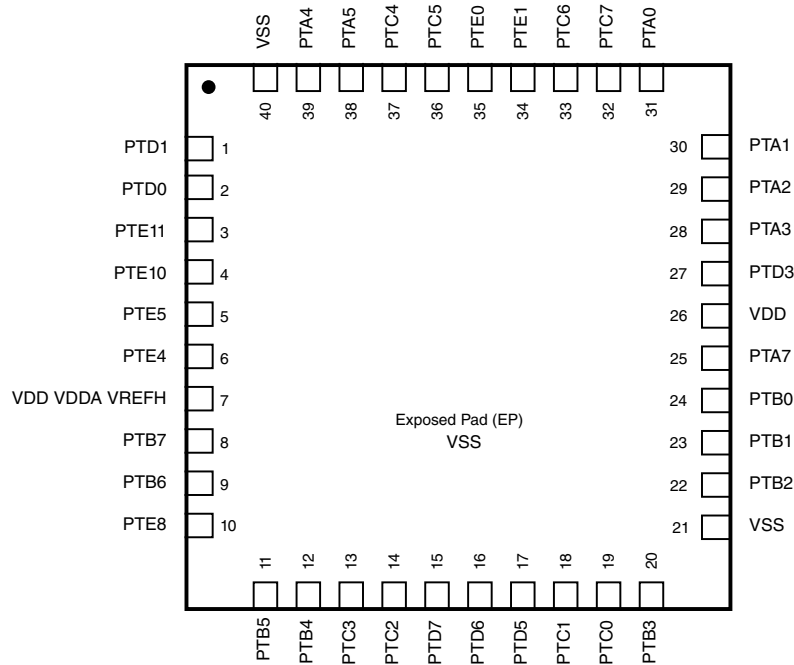 VSS PTA4 PTA5 PTC4 PTC5 PTE0 PTE1 PTC6 PTC7 PTA0
40 39 38 37 36 35 34 33 32 31
PTD1 1 30 PTA1
PTD0 2 29 PTA2
PTE11 3 28 PTA3
PTE10 4 27 PTD3
PTE5 5 26 VDD
PTE4 6 25 PTA7
VDD VDDA VREFH 7 24 PTB0
Exposed Pad (EP)
PTB7 8 VSS 23 PTB1
PTB6 9 22 PTB2
PTE8 10 21 VSS
11 12 13 14 15 16 17 18 19 20
PTB5 PTB4 PTC3 PTC2 PTD7 PTD6 PTD5 PTC1 PTC0 PTB3